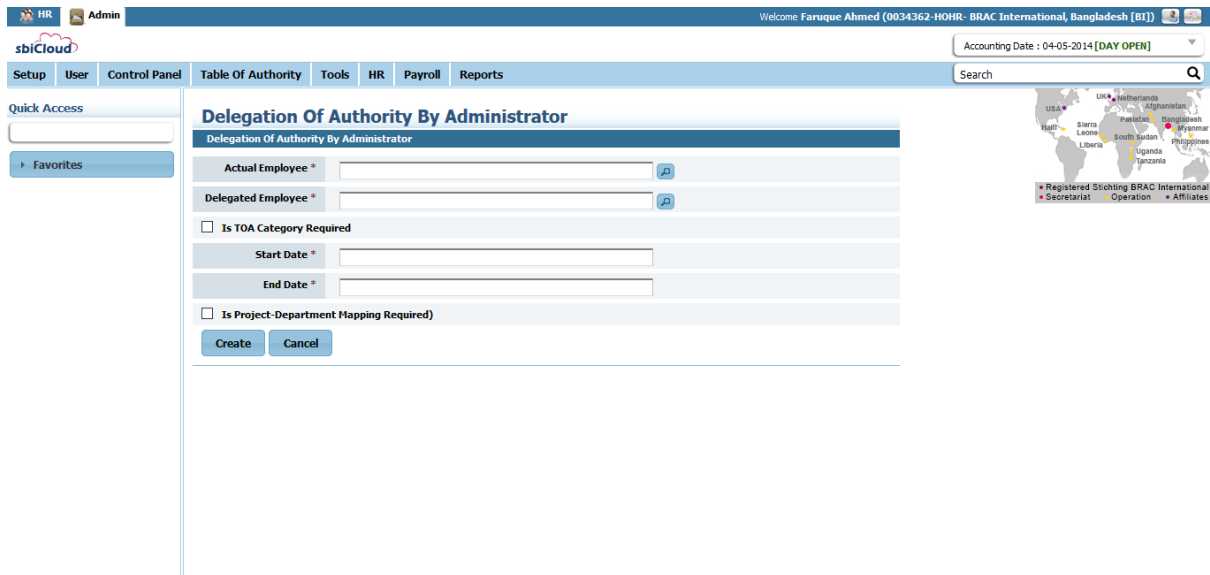 HR Admin Welcome Faruque Ahmed (0034362-HOHR- BRAC International, Bangladesh [BI])
sbiCloud
Accounting Date : 04-05-2014 [DAY OPEN]
Setup User Control Panel Table Of Authority Tools HR Payroll Reports Search
Quick Access
Favorites
Delegation Of Authority By Administrator
Delegation Of Authority By Administrator
Actual Employee *
Delegated Employee *
Is TOA Category Required
Start Date *
End Date *
Is Project-Department Mapping Required)
Create Cancel
UK Netherlands
USA Afghanistan
Pakistan Bangladesh
Haiti Sierra Leone Myanmar
South Sudan Philippines
Liberia
Uganda
Tanzania
Registered Stichting BRAC International
Secretariat Operation Affiliates